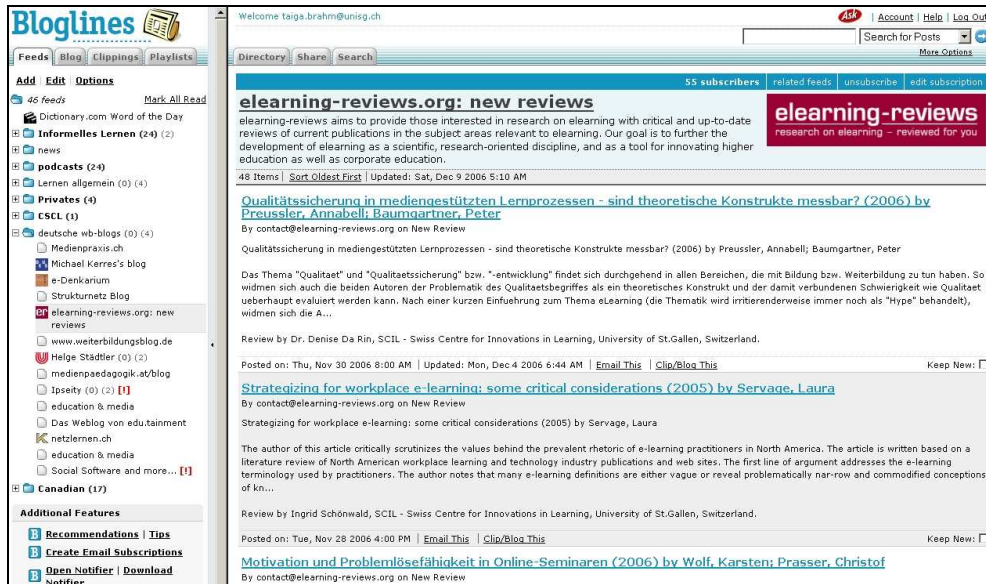 Bloglines
Feeds Blog Clippings Playlists
Add | Edit | Options
46 feeds Mark All Read
Dictionary.com Word of the Day
Informelles Lernen (24) (2)
news
podcasts (24)
Lernen allgemein (0) (4)
Privates (4)
CSCL (1)
deutsche wb-blogs (0) (4)
Medienpraxis.ch
Michael Kerres's blog
e-Denkarium
Strukturnetz Blog
er elearning-reviews.org: new
reviews
www.weiterbildungsblog.de
Helge Städtler (0) (2)
medienpaedagogik.at/blog
Ipseity (0) (2) [!]
education & media
Das Weblog von edu.tainment
netzlernen.ch
education & media
Social Software and more... [!]
Canadian (17)
Additional Features
B Recommendations | Tips
B Create Email Subscriptions
B Open Notifier | Download
Notifier
Welcome taiga.brahm@unisg.ch
Ask | Account | Help | Log Out
Search for Posts
More Options
Directory Share Search
55 subscribers | related feeds | unsubscribe | edit subscription
elearning-reviews.org: new reviews
elearning-reviews aims to provide those interested in research on elearning with critical and up-to-date
reviews of current publications in the subject areas relevant to elearning. Our goal is to further the
development of elearning as a scientific, research-oriented discipline, and as a tool for innovating higher
education as well as corporate education.
elearning-reviews
research on elearning – reviewed for you
48 Items | Sort Oldest First | Updated: Sat, Dec 9 2006 5:10 AM
Qualitätssicherung in mediengestützten Lernprozessen - sind theoretische Konstrukte messbar? (2006) by
Preussler, Annabell; Baumgartner, Peter
By contact@elearning-reviews.org on New Review
Qualitätssicherung in mediengestützten Lernprozessen - sind theoretische Konstrukte messbar? (2006) by Preussler, Annabell; Baumgartner, Peter
Das Thema "Qualitaet" und "Qualitaetssicherung" bzw. "-entwicklung" findet sich durchgehend in allen Bereichen, die mit Bildung bzw. Weiterbildung zu tun haben. So
widmen sich auch die beiden Autoren der Problematik des Qualitaetsbegriffes als ein theoretisches Konstrukt und der damit verbundenen Schwierigkeit wie Qualitaet
ueberhaupt evaluiert werden kann. Nach einer kurzen Einfuehrung zum Thema eLearning (die Thematik wird irritierenderweise immer noch als "Hype" behandelt),
widmen sich die A...
Review by Dr. Denise Da Rin, SCIL - Swiss Centre for Innovations in Learning, University of St.Gallen, Switzerland.
Posted on: Thu, Nov 30 2006 8:00 AM | Updated: Mon, Dec 4 2006 6:44 AM | Email This | Clip/Blog This Keep New:
Strategizing for workplace e-learning: some critical considerations (2005) by Servage, Laura
By contact@elearning-reviews.org on New Review
Strategizing for workplace e-learning: some critical considerations (2005) by Servage, Laura
The author of this article critically scrutinizes the values behind the prevalent rhetoric of e-learning practitioners in North America. The article is written based on a
literature review of North American workplace learning and technology industry publications and web sites. The first line of argument addresses the e-learning
terminology used by practitioners. The author notes that many e-learning definitions are either vague or reveal problematically nar-row and commodified conceptions
of kn...
Review by Ingrid Schönwald, SCIL - Swiss Centre for Innovations in Learning, University of St.Gallen, Switzerland.
Posted on: Tue, Nov 28 2006 4:00 PM | Email This | Clip/Blog This Keep New:
Motivation und Problemlösefähigkeit in Online-Seminaren (2006) by Wolf, Karsten; Prasser, Christof
By contact@elearning-reviews.org on New Review